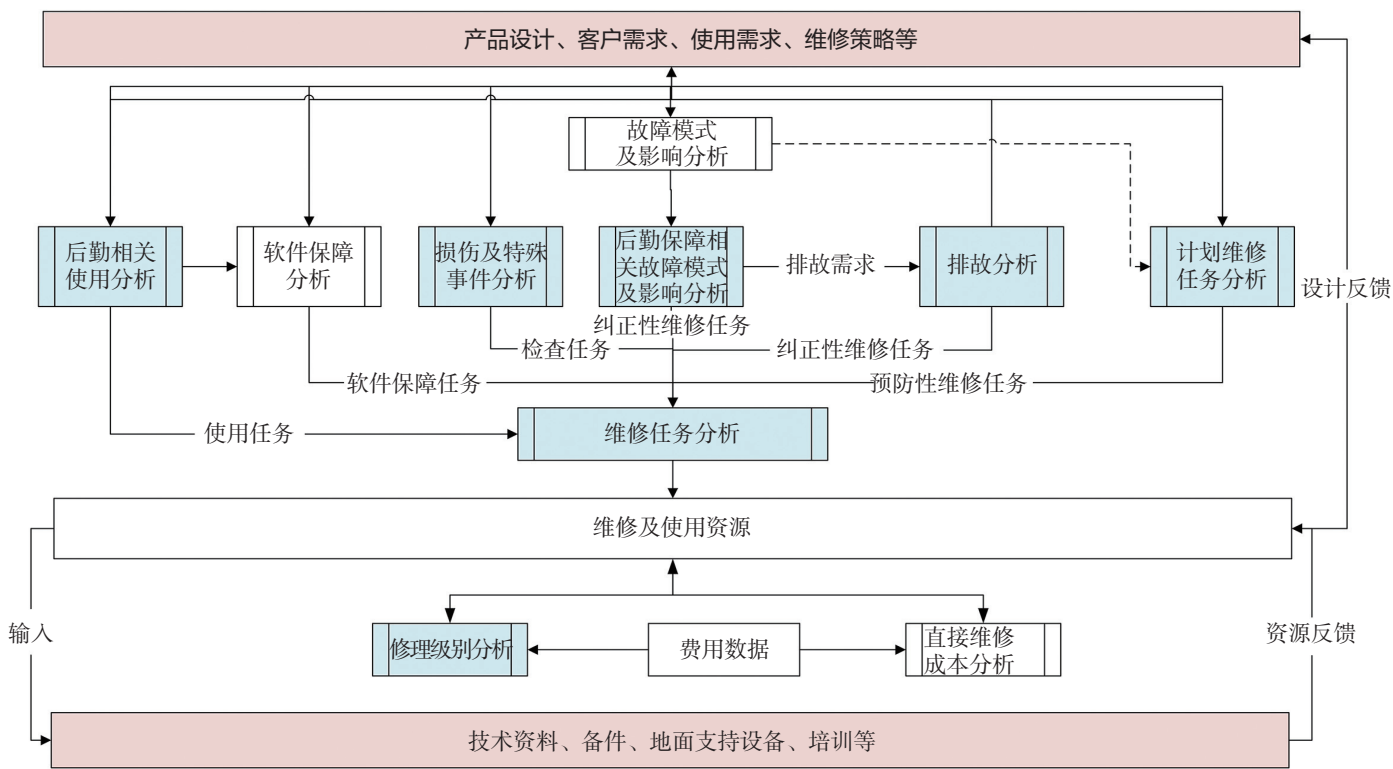 产品设计、客户需求、使用需求、维修策略等
故障模式
及影响分析
后勤相关
使用分析
软件保障
分析
损伤及特殊
事件分析
后勤保障相
关故障模式
及影响分析
排故需求
排故分析
计划维修
任务分析
设计反馈
纠正性维修任务
检查任务
纠正性维修任务
软件保障任务
预防性维修任务
使用任务
维修任务分析
维修及使用资源
输入
修理级别分析
费用数据
直接维修
成本分析
资源反馈
技术资料、备件、地面支持设备、培训等